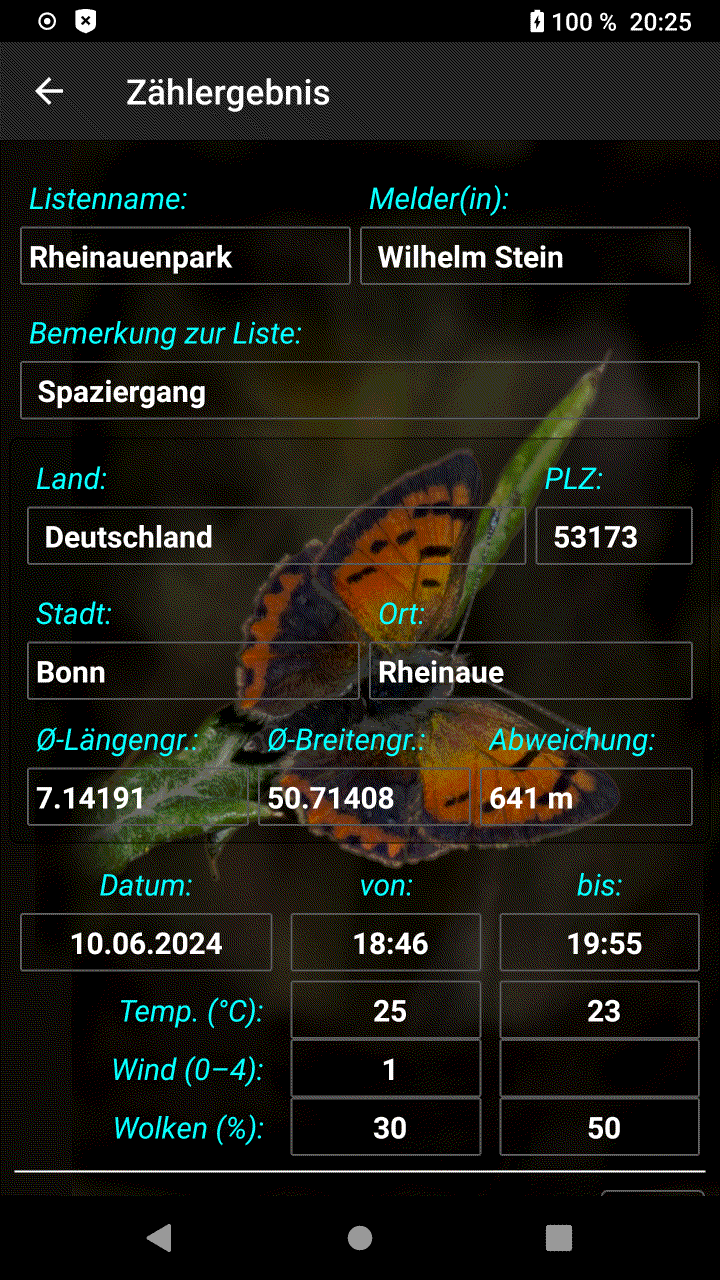 100 % 20:25
Zählergebnis
Listenname: Melder(in):
Rheinauenpark Wilhelm Stein
Bemerkung zur Liste:
Spaziergang
Land: PLZ:
Deutschland 53173
Stadt: Ort:
Bonn Rheinaue
Ø-Längengr.: Ø-Breitengr.: Abweichung:
7.14191 50.71408 641 m
Datum: von: bis:
10.06.2024 18:46 19:55
Temp. (°C): 25 23
Wind (0–4): 1
Wolken (%): 30 50